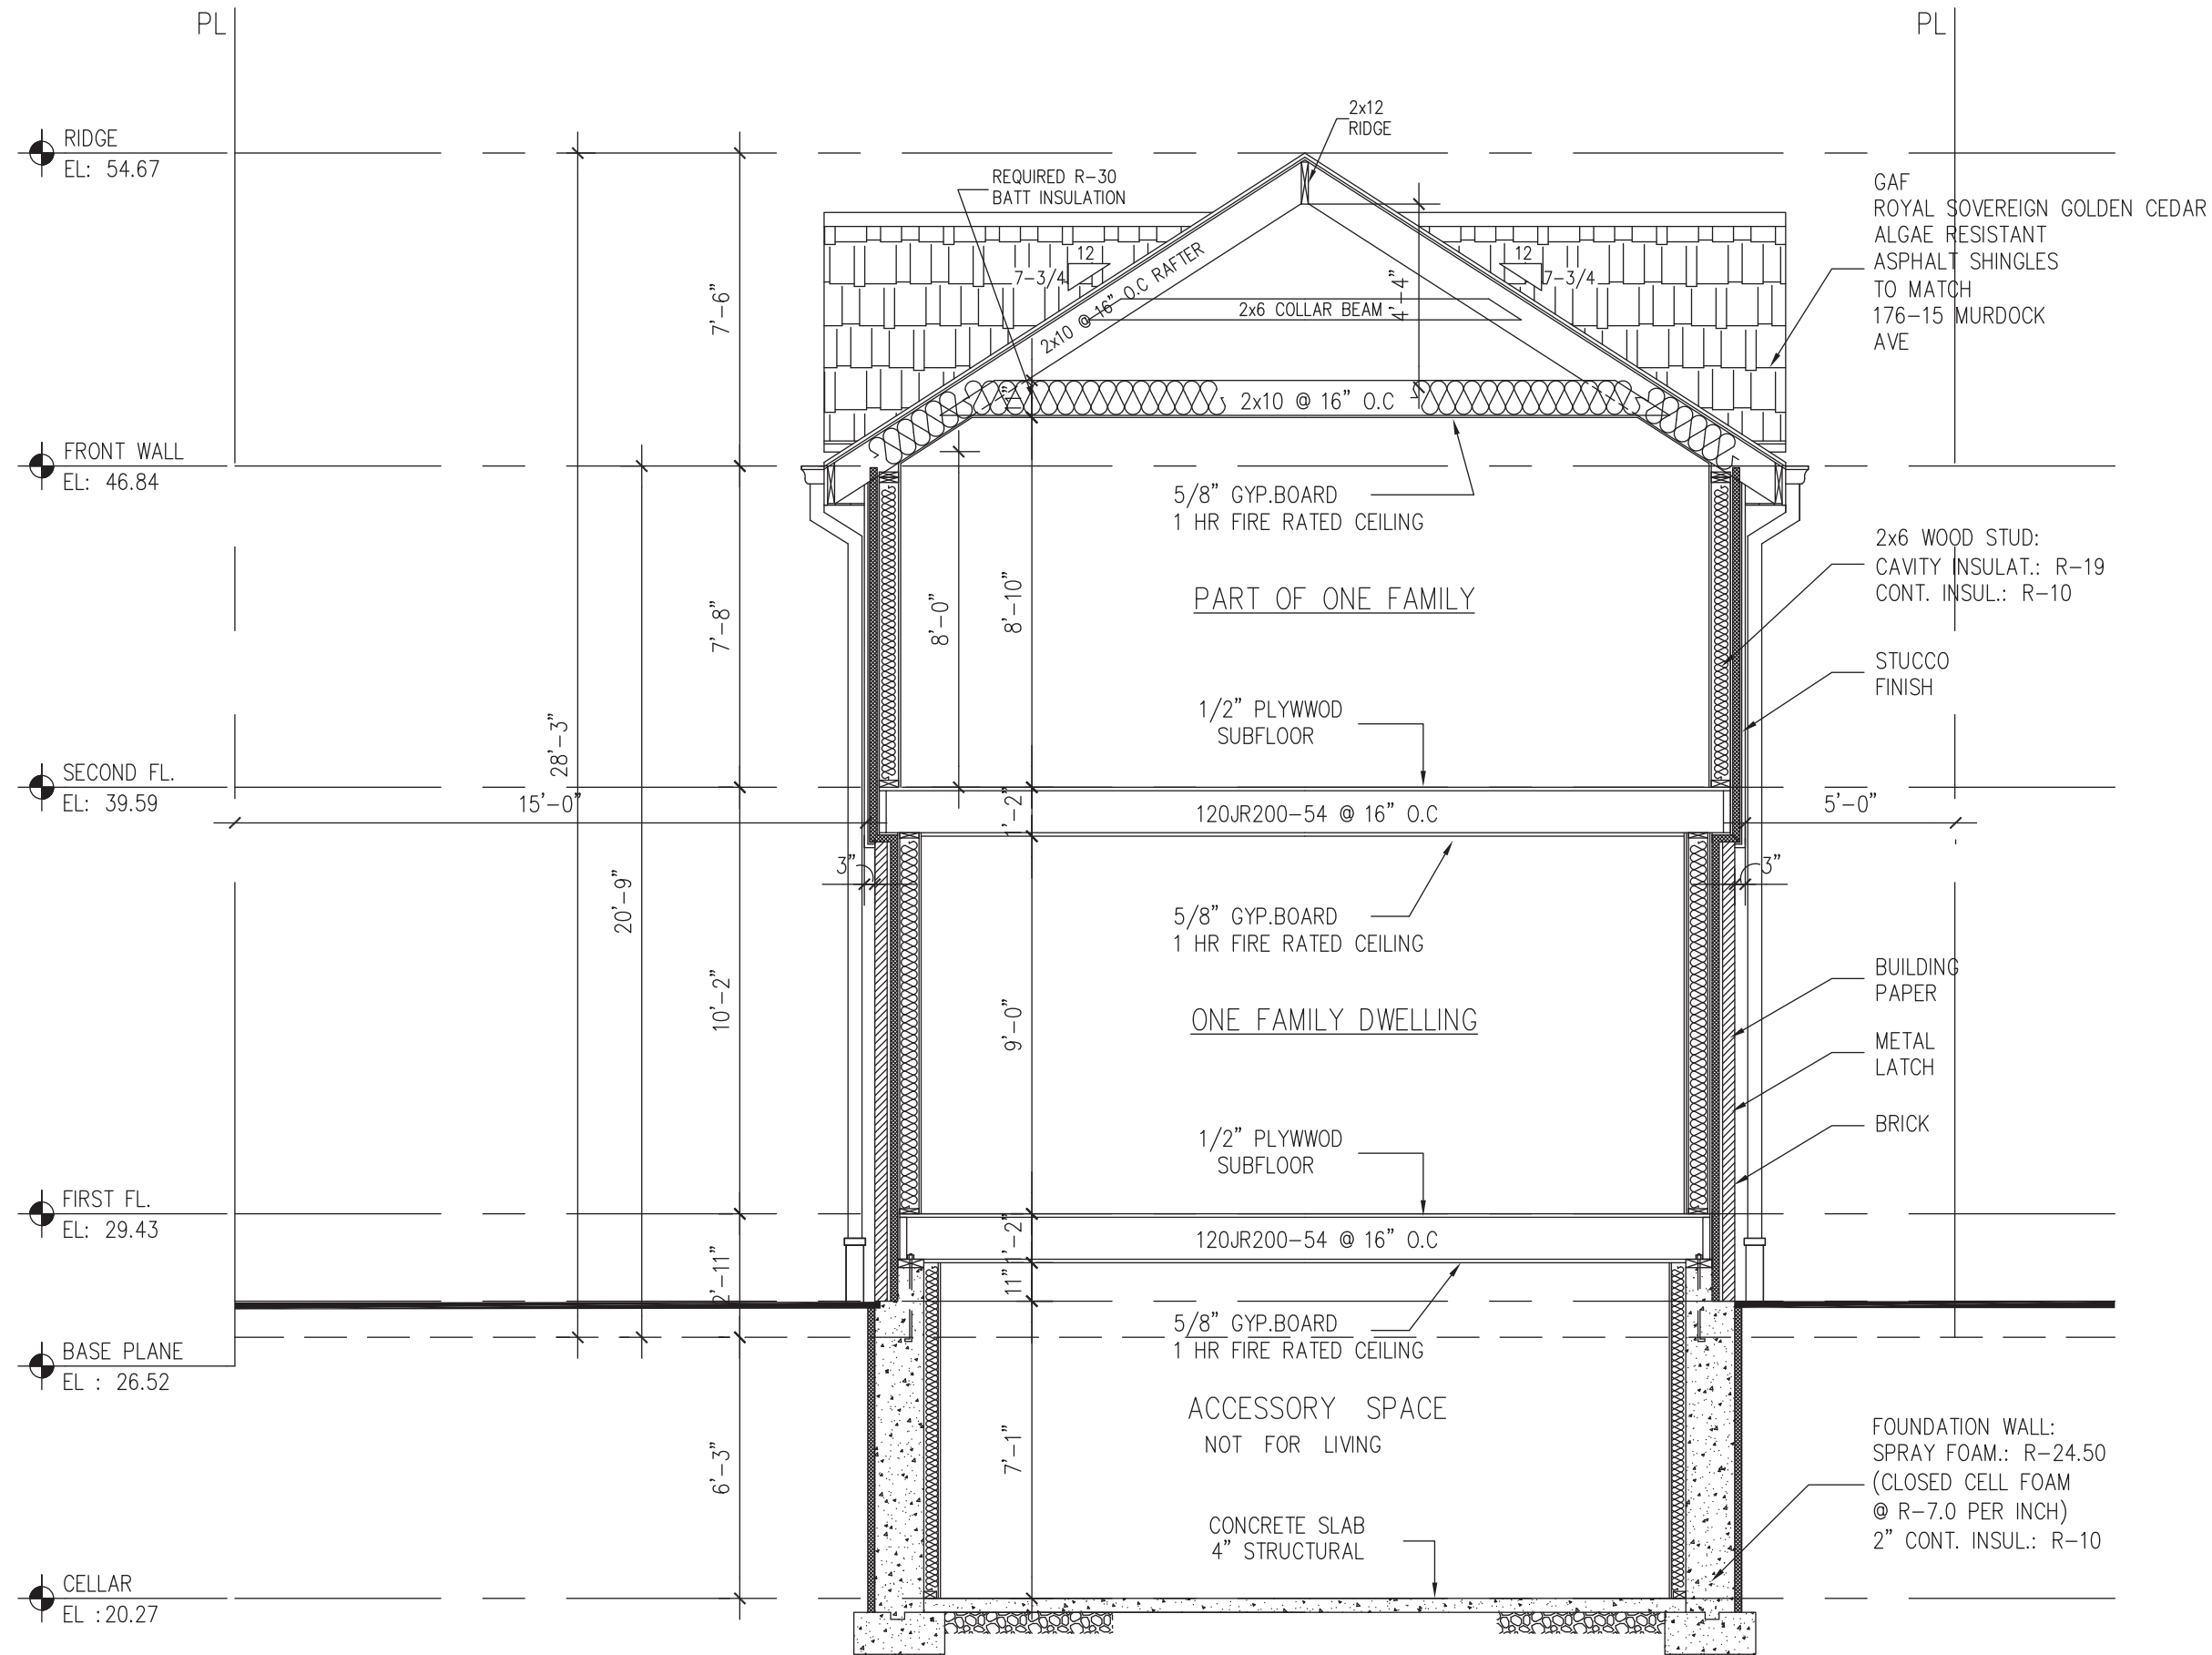 PL
PL
RIDGE
EL: 54.67
2x12
RIDGE
REQUIRED R-30
BATT INSULATION
GAF
ROYAL SOVEREIGN GOLDEN CEDAR
ALGAE RESISTANT
ASPHALT SHINGLES
TO MATCH
176-15 MURDOCK
AVE
12
7-3/4
12
7-3/4
2x10 @ 16" O.C RAFTER
2x6 COLLAR BEAM
4'-4"
7'-6"
2x10 @ 16" O.C
FRONT WALL
EL: 46.84
5/8" GYP.BOARD
1 HR FIRE RATED CEILING
2x6 WOOD STUD:
CAVITY INSULAT.: R-19
CONT. INSUL.: R-10
7'-8"
8'-0"
8'-10"
PART OF ONE FAMILY
STUCCO
FINISH
1/2" PLYWWOD
SUBFLOOR
28'-3"
SECOND FL.
EL: 39.59
15'-0"
1'-2"
120JR200-54 @ 16" O.C
5'-0"
3"
3"
20'-9"
5/8" GYP.BOARD
1 HR FIRE RATED CEILING
10'-2"
9'-0"
ONE FAMILY DWELLING
BUILDING
PAPER
METAL
LATCH
BRICK
1/2" PLYWWOD
SUBFLOOR
FIRST FL.
EL: 29.43
2'-11"
1'-2"
11"
120JR200-54 @ 16" O.C
5/8" GYP.BOARD
1 HR FIRE RATED CEILING
BASE PLANE
EL : 26.52
ACCESSORY SPACE
NOT FOR LIVING
6'-3"
7'-1"
FOUNDATION WALL:
SPRAY FOAM.: R-24.50
(CLOSED CELL FOAM
@ R-7.0 PER INCH)
2" CONT. INSUL.: R-10
CONCRETE SLAB
4" STRUCTURAL
CELLAR
EL :20.27